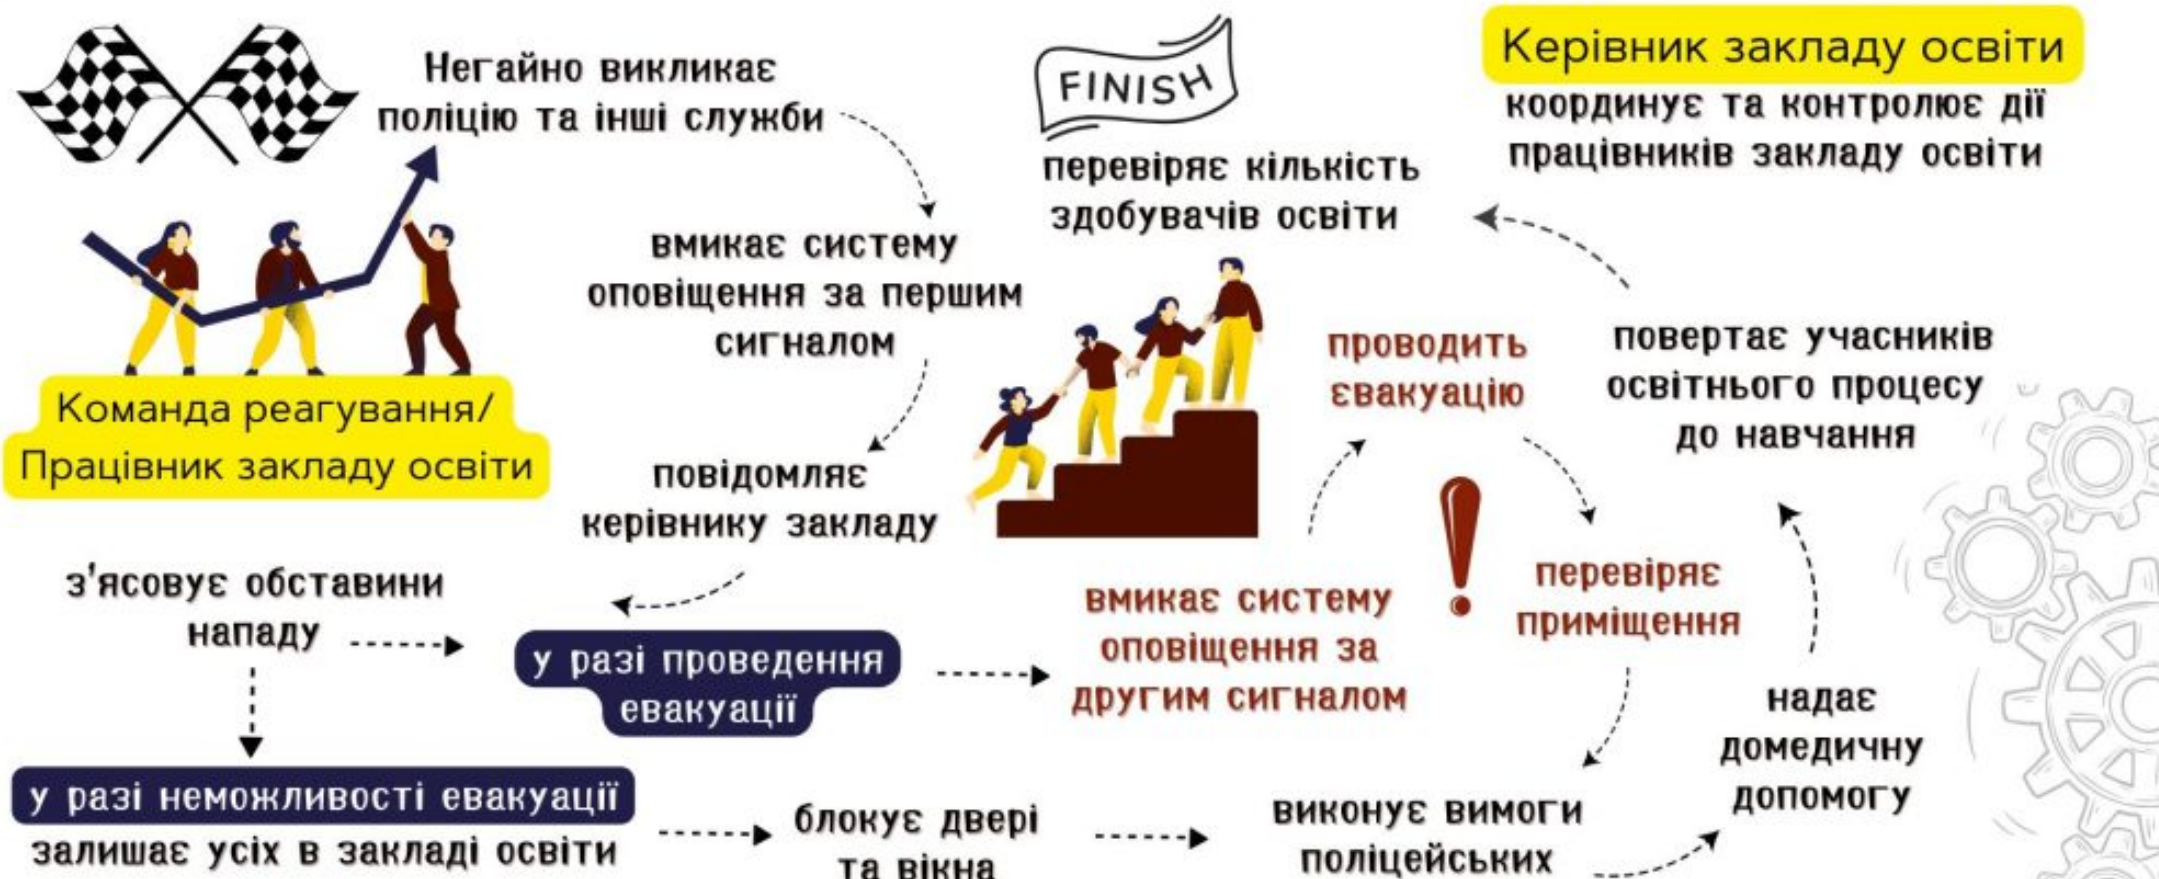 Негайно викликає
поліцію та інші служби
FINISH
Керівник закладу освіти
координує та контролює дії
працівників закладу освіти
перевіряє кількість
здобувачів освіти
вмикає систему
оповіщення за першим
сигналом
проводить
евакуацію
повертає учасників
освітнього процесу
до навчання
Команда реагування/
Працівник закладу освіти
повідомляє
керівнику закладу
з'ясовує обставини
нападу
у разі проведення
евакуації
вмикає систему
оповіщення за
другим сигналом
!
перевіряє
приміщення
надає
домедичну
допомогу
у разі неможливості евакуації
залишає усіх в закладі освіти
блокує двері
та вікна
виконує вимоги
поліцейських